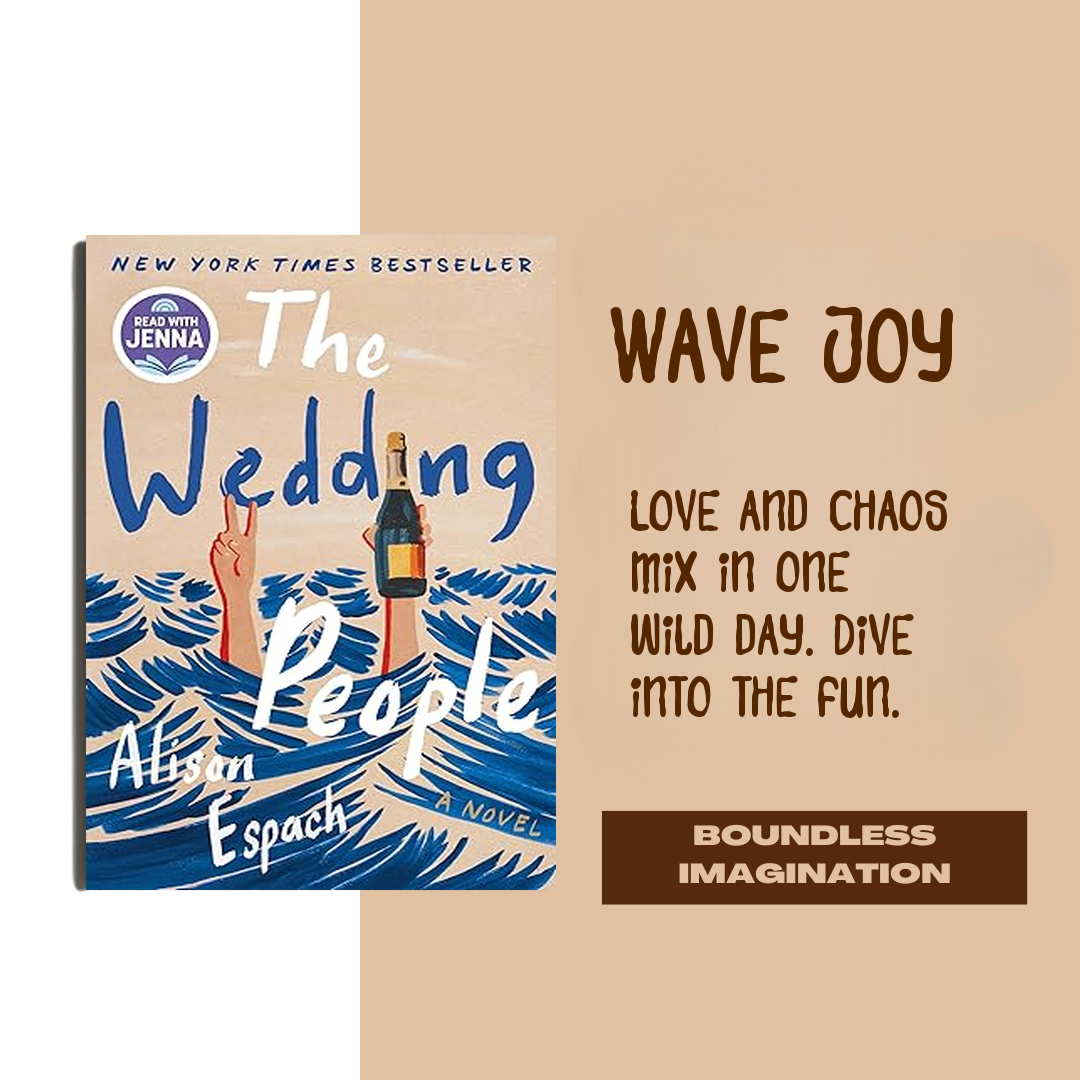 NEW YORK TIMES BESTSELLER
READ WITH
JENNA
The
Wedding
People
Alison
Espach
A NOVEL
WAVE JOY
LOVE AND CHAOS
MIX IN ONE
WILD DAY. DIVE
INTO THE FUN.
BOUNDLESS
IMAGINATION